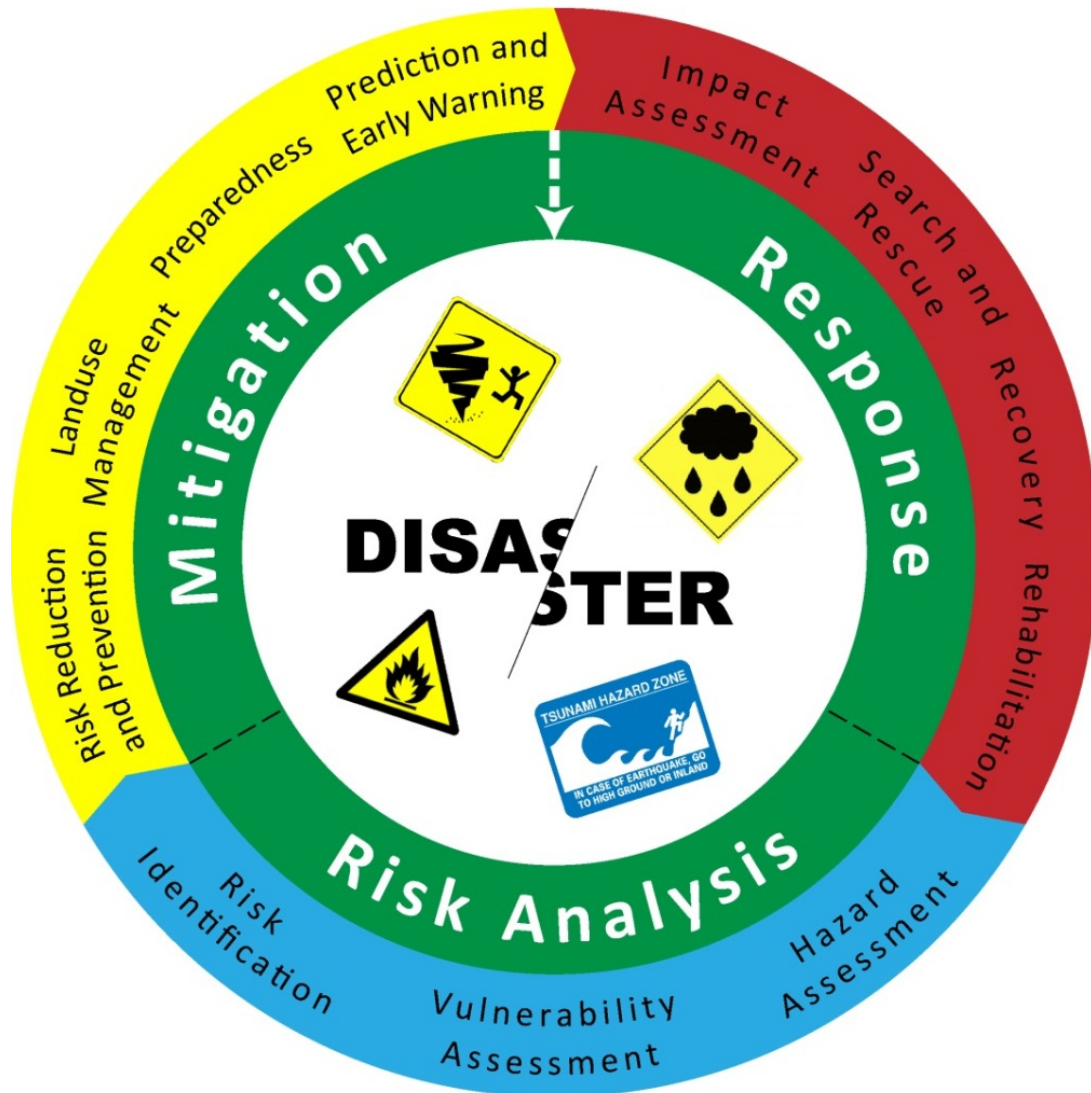 Prediction and
Early Warning
Preparedness
Landuse
Management
Risk Reduction
and Prevention
Impact
Assessment
Search and
Rescue
Recovery
Rehabilitation
Hazard
Assessment
Vulnerability
Assessment
Risk
Identification
Mitigation
Response
Risk Analysis
DISASTER
TSUNAMI HAZARD ZONE
IN CASE OF EARTHQUAKE, GO
TO HIGH GROUND OR INLAND